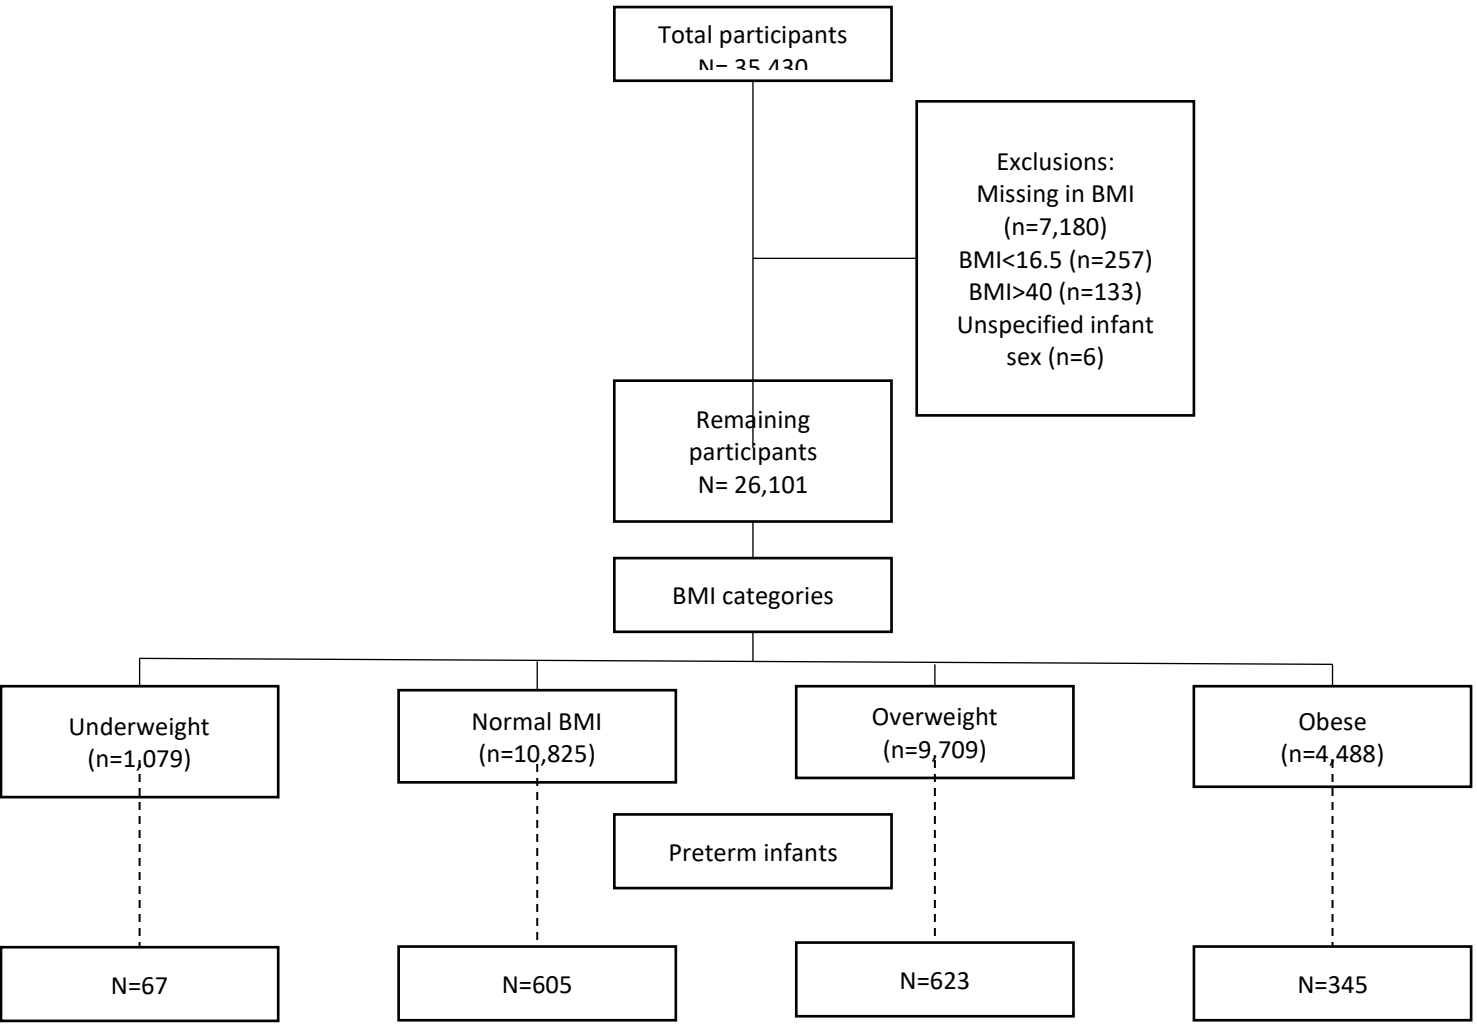 Total participants
N= 35,430
Exclusions:
Missing in BMI
(n=7,180)
BMI<16.5 (n=257)
BMI>40 (n=133)
Unspecified infant
sex (n=6)
Remaining
participants
N= 26,101
BMI categories
Underweight
(n=1,079)
Normal BMI
(n=10,825)
Overweight
(n=9,709)
Obese
(n=4,488)
Preterm infants
N=67
N=605
N=623
N=345